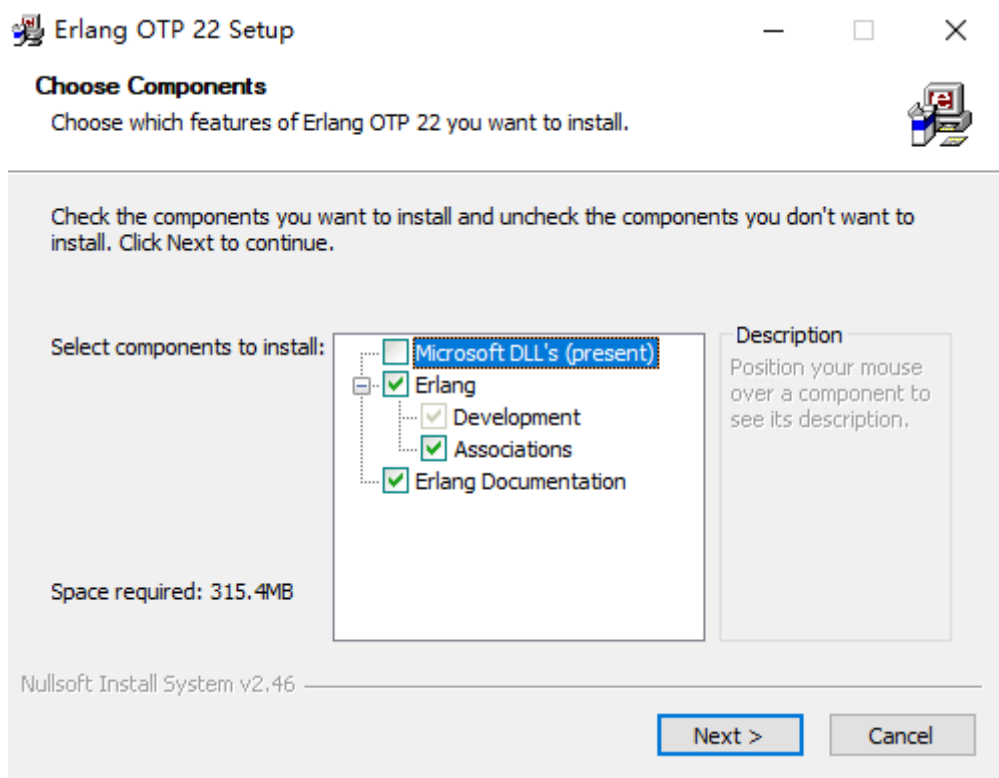 Erlang OTP 22 Setup
Choose Components
Choose which features of Erlang OTP 22 you want to install.
Check the components you want to install and uncheck the components you don't want to
install. Click Next to continue.
Select components to install:
Microsoft DLL's (present)
Erlang
Development
Associations
Erlang Documentation
Description
Position your mouse
over a component to
see its description.
Space required: 315.4MB
Nullsoft Install System v2.46
Next >
Cancel